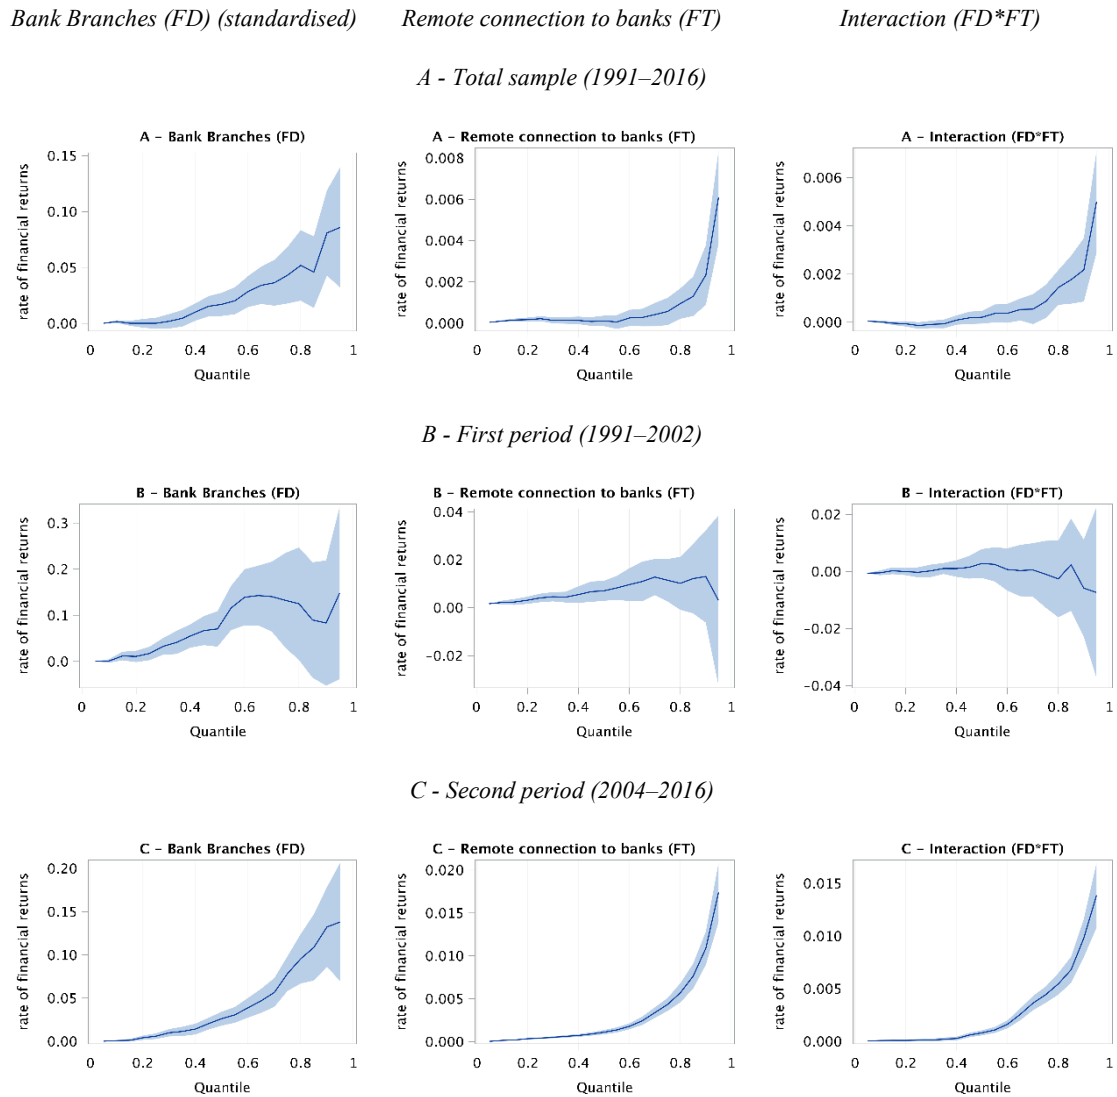 Bank Branches (FD) (standardised) Remote connection to banks (FT) Interaction (FD*FT)
A - Total sample (1991–2016)
A – Bank Branches (FD)
rate of financial returns
0.15
0.10
0.05
0.00
0 0.2 0.4 0.6 0.8 1
Quantile
A – Remote connection to banks (FT)
rate of financial returns
0.008
0.006
0.004
0.002
0.000
0 0.2 0.4 0.6 0.8 1
Quantile
A – Interaction (FD*FT)
rate of financial returns
0.006
0.004
0.002
0.000
0 0.2 0.4 0.6 0.8 1
Quantile
B - First period (1991–2002)
B – Bank Branches (FD)
rate of financial returns
0.3
0.2
0.1
0.0
0 0.2 0.4 0.6 0.8 1
Quantile
B – Remote connection to banks (FT)
rate of financial returns
0.04
0.02
0.00
-0.02
0 0.2 0.4 0.6 0.8 1
Quantile
B – Interaction (FD*FT)
rate of financial returns
0.02
0.00
-0.02
-0.04
0 0.2 0.4 0.6 0.8 1
Quantile
C - Second period (2004–2016)
C – Bank Branches (FD)
rate of financial returns
0.20
0.15
0.10
0.05
0.00
0 0.2 0.4 0.6 0.8 1
Quantile
C – Remote connection to banks (FT)
rate of financial returns
0.020
0.015
0.010
0.005
0.000
0 0.2 0.4 0.6 0.8 1
Quantile
C – Interaction (FD*FT)
rate of financial returns
0.015
0.010
0.005
0.000
0 0.2 0.4 0.6 0.8 1
Quantile